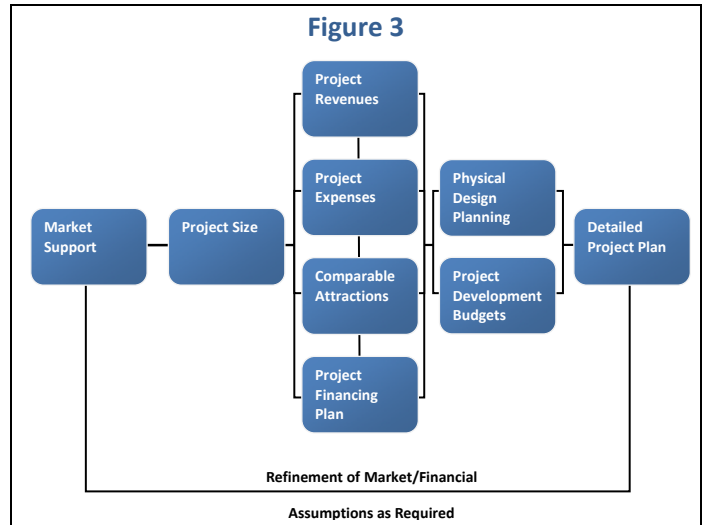 Figure 3
Market
Support
Project Size
Project
Revenues
Project
Expenses
Comparable
Attractions
Project
Financing
Plan
Physical
Design
Planning
Project
Development
Budgets
Detailed
Project Plan
Refinement of Market/Financial
Assumptions as Required